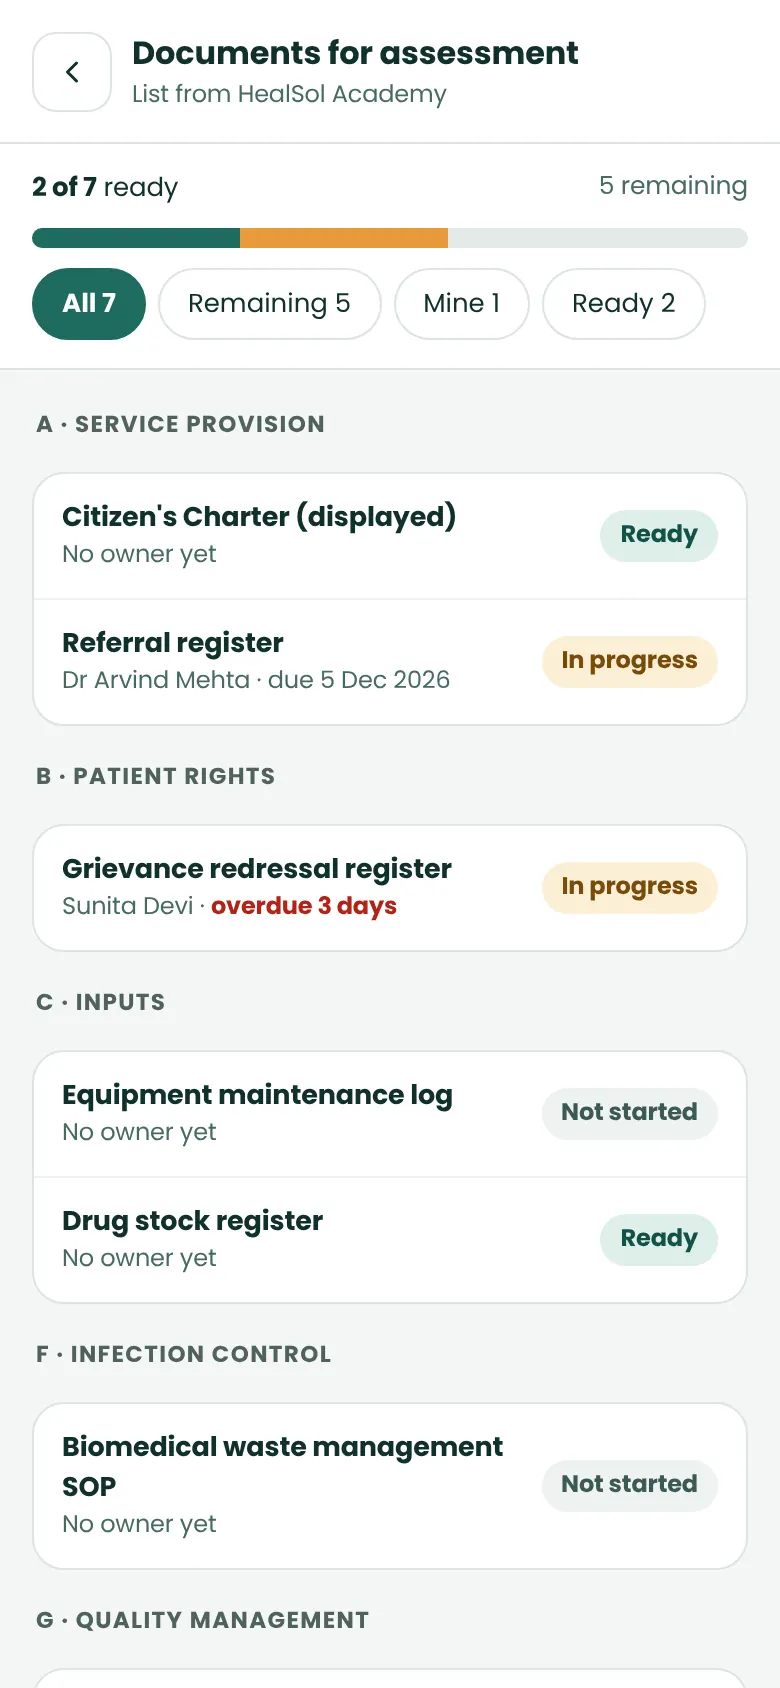 Documents for assessment
List from HealSol Academy
2 of 7 ready
5 remaining
All 7
Remaining 5
Mine 1
Ready 2
A · SERVICE PROVISION
Citizen's Charter (displayed)
No owner yet
Ready
Referral register
Dr Arvind Mehta · due 5 Dec 2026
In progress
B · PATIENT RIGHTS
Grievance redressal register
Sunita Devi · overdue 3 days
In progress
C · INPUTS
Equipment maintenance log
No owner yet
Not started
Drug stock register
No owner yet
Ready
F · INFECTION CONTROL
Biomedical waste management
SOP
No owner yet
Not started
G · QUALITY MANAGEMENT